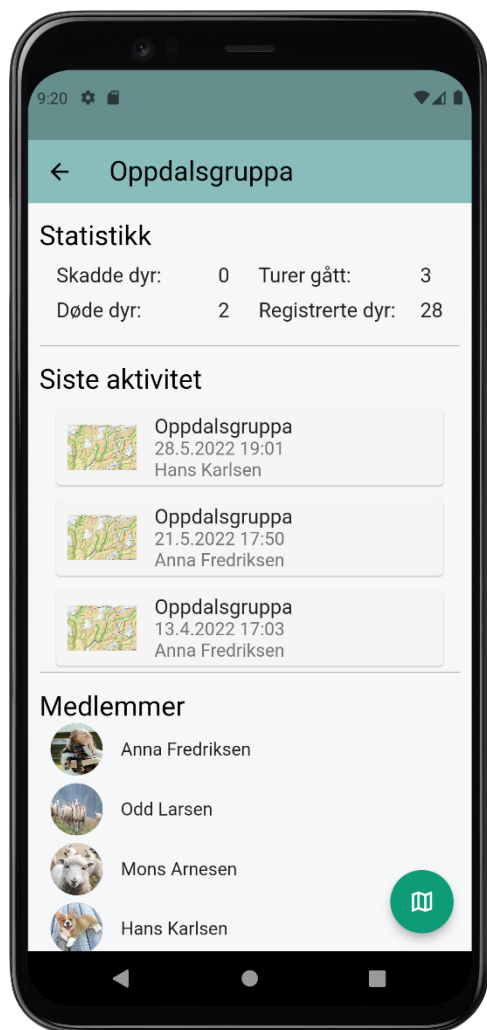 9:20
Oppdalsgruppa
Statistikk
Skadde dyr: 0 Turer gått: 3
Døde dyr: 2 Registrerte dyr: 28
Siste aktivitet
Oppdalsgruppa
28.5.2022 19:01
Hans Karlsen
Oppdalsgruppa
21.5.2022 17:50
Anna Fredriksen
Oppdalsgruppa
13.4.2022 17:03
Anna Fredriksen
Medlemmer
Anna Fredriksen
Odd Larsen
Mons Arnesen
Hans Karlsen